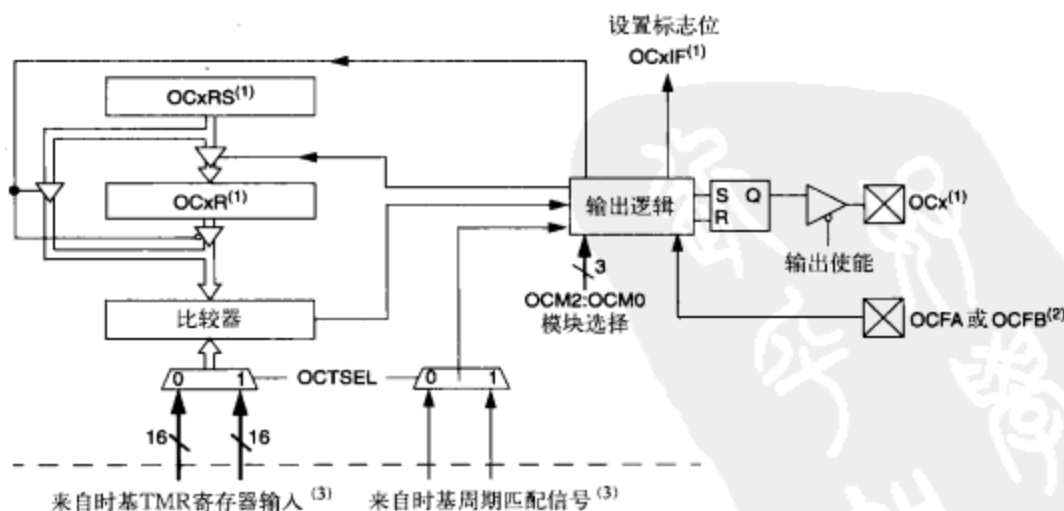 设置标志位
OCxIF(1)
OCxRS(1)
OCxR(1)
输出逻辑
S Q
R
OCx(1)
输出使能
3
OCM2:OCM0
模块选择
比较器
OCFA 或 OCFB(2)
0 1
OCTSEL
0 1
16
16
来自时基TMR寄存器输入(3)
来自时基周期匹配信号(3)